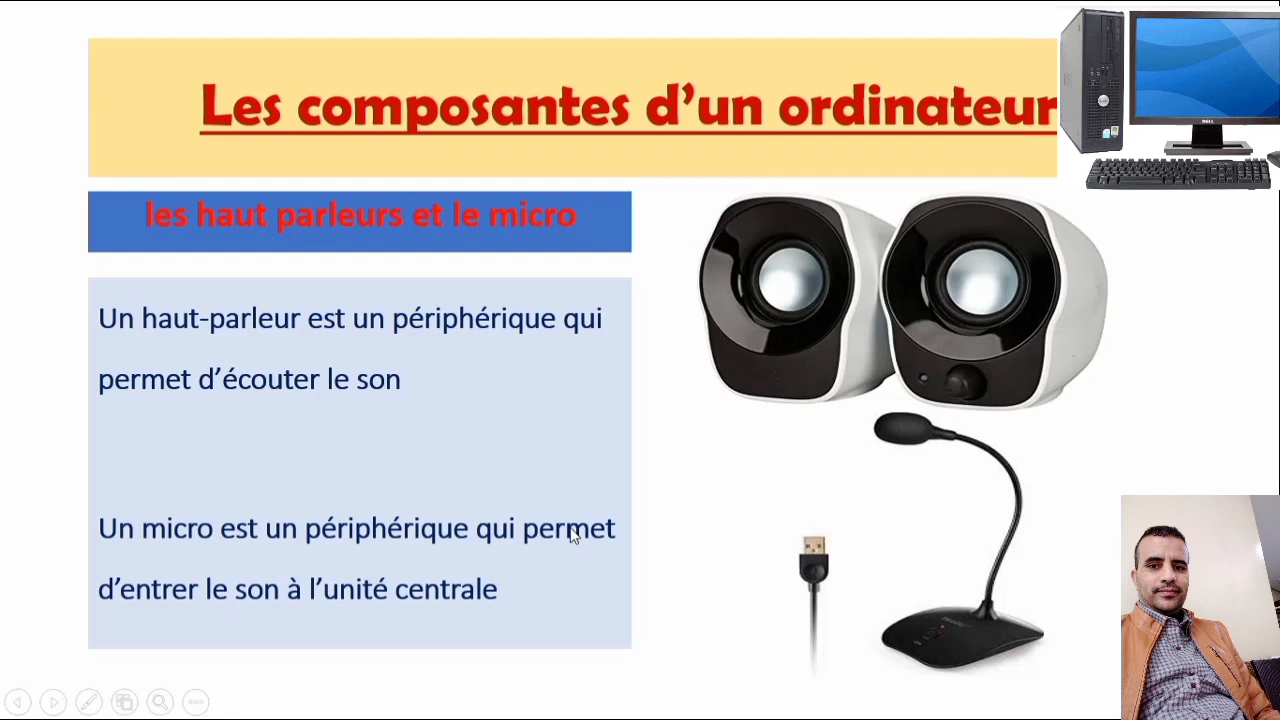 Les composantes d’un ordinateur
les haut parleurs et le micro
Un haut-parleur est un périphérique qui
permet d’écouter le son
Un micro est un périphérique qui permet
d’entrer le son à l’unité centrale
DELL